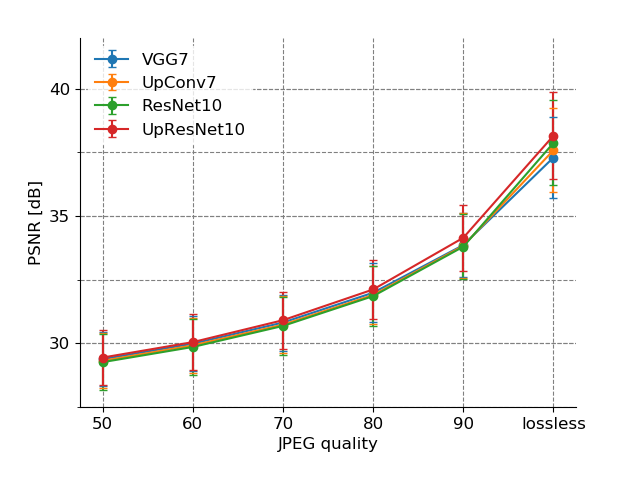 VGG7
UpConv7
ResNet10
UpResNet10
40
35
30
PSNR [dB]
50 60 70 80 90 lossless
JPEG quality